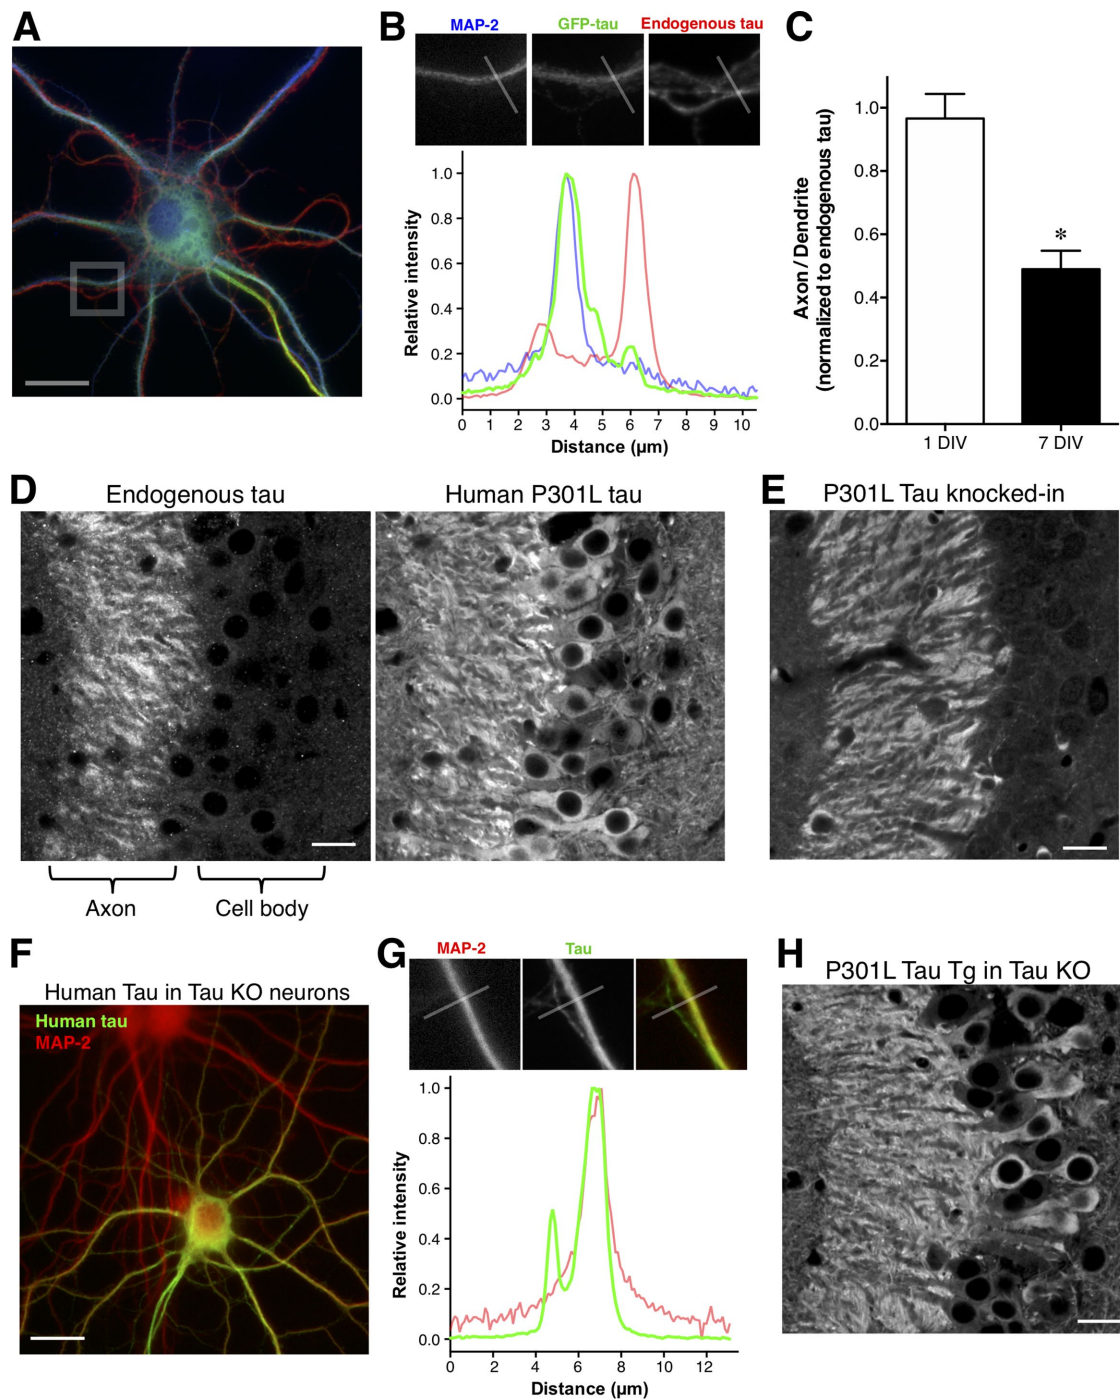 A
B
MAP-2 GFP-tau Endogenous tau
Relative intensity
1.0
0.8
0.6
0.4
0.2
0.0
0 1 2 3 4 5 6 7 8 9 10
Distance (µm)
C
Axon / Dendrite
(normalized to endogenous tau)
1.0
0.8
0.6
0.4
0.2
0.0
*
1 DIV 7 DIV
D
Endogenous tau Human P301L tau
Axon Cell body
E
P301L Tau knocked-in
F
Human Tau in Tau KO neurons
Human tau
MAP-2
G
MAP-2 Tau
Relative intensity
1.0
0.8
0.6
0.4
0.2
0.0
0 2 4 6 8 10 12
Distance (µm)
H
P301L Tau Tg in Tau KO